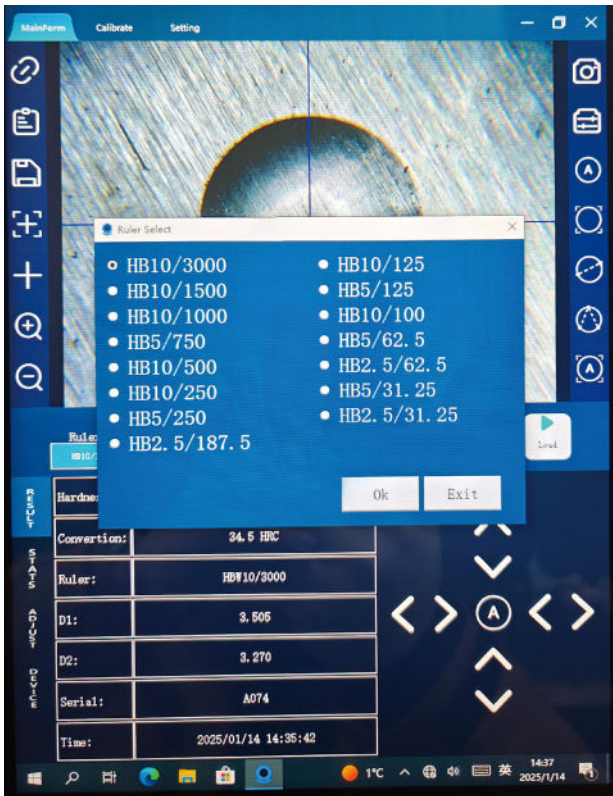 MainForm Calibrate Setting
Ruler Select
HB10/3000
HB10/1500
HB10/1000
HB5/750
HB10/500
HB10/250
HB5/250
HB2.5/187.5
HB10/125
HB5/125
HB10/100
HB5/62.5
HB2.5/62.5
HB5/31.25
HB2.5/31.25
Ok Exit
Load
RESULT
STATS
ADJUST
DEVICE
Convertion: 34.5 HRC
Ruler: HBW10/3000
D1: 3.505
D2: 3.270
Serial: A074
Time: 2025/01/14 14:35:42
1°C 英 14:37
2025/1/14